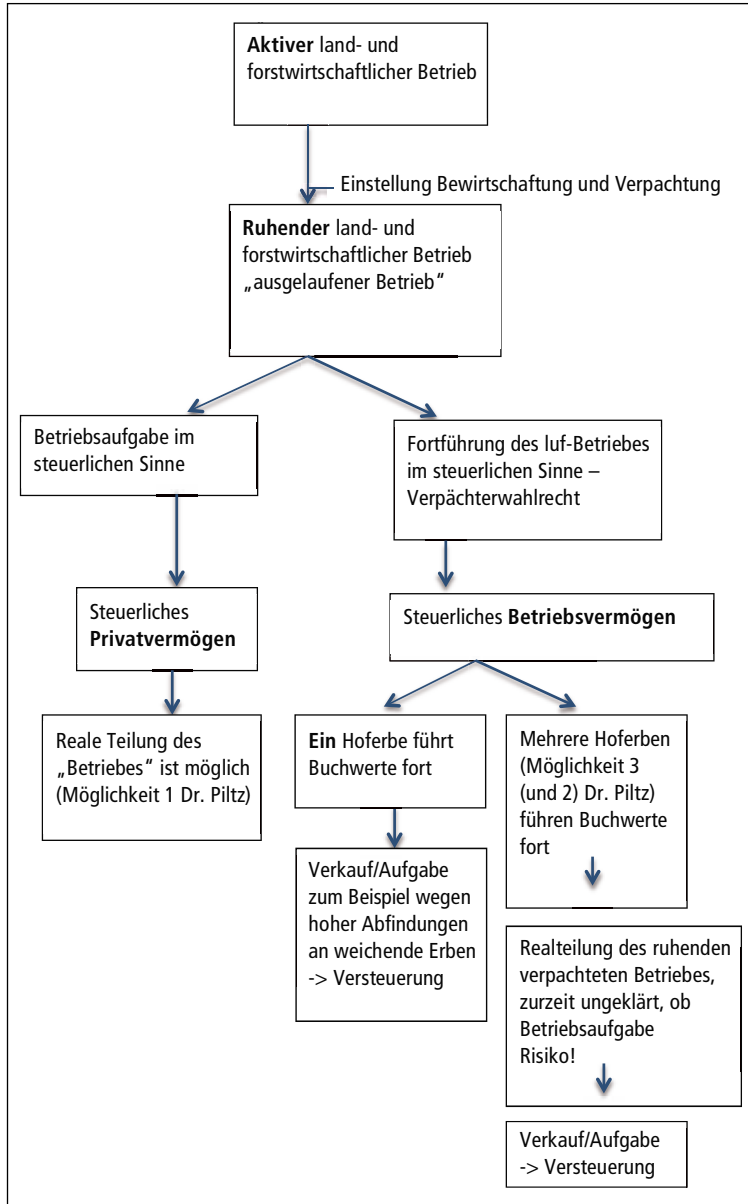 Aktiver land- und
forstwirtschaftlicher Betrieb
Einstellung Bewirtschaftung und Verpachtung
Ruhender land- und
forstwirtschaftlicher Betrieb
„ausgelaufener Betrieb“
Betriebsaufgabe im
steuerlichen Sinne
Fortführung des luf-Betriebes
im steuerlichen Sinne –
Verpächterwahlrecht
Steuerliches
Privatvermögen
Steuerliches Betriebsvermögen
Reale Teilung des
„Betriebes“ ist möglich
(Möglichkeit 1 Dr. Piltz)
Ein Hoferbe führt
Buchwerte fort
Mehrere Hoferben
(Möglichkeit 3
(und 2) Dr. Piltz)
führen Buchwerte
fort
Verkauf/Aufgabe
zum Beispiel wegen
hoher Abfindungen
an weichende Erben
-> Versteuerung
Realteilung des ruhenden
verpachteten Betriebes,
zurzeit ungeklärt, ob
Betriebsaufgabe
Risiko!
Verkauf/Aufgabe
-> Versteuerung